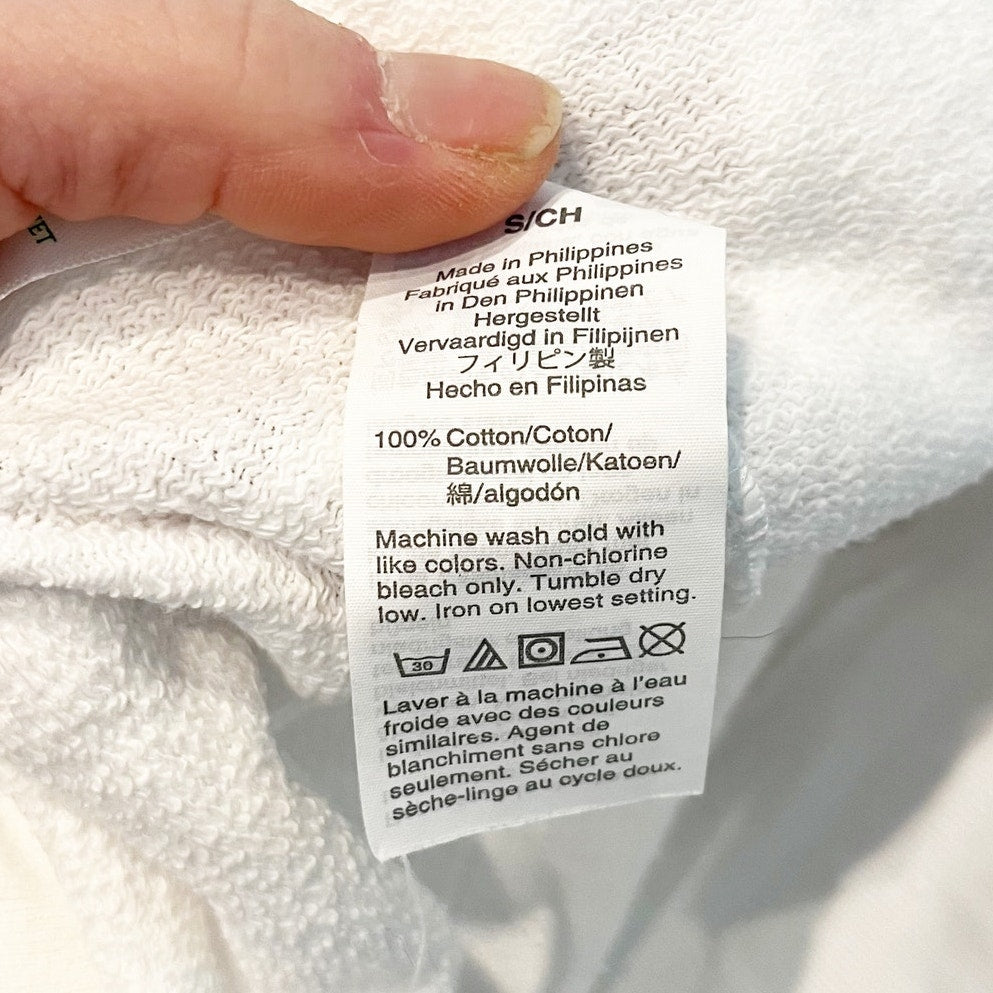 S/CH
Made in Philippines
Fabriqué aux Philippines
in Den Philippinen
Hergestellt
Vervaardigd in Filipijnen
フィリピン製
Hecho en Filipinas
100% Cotton/Coton/
Baumwolle/Katoen/
綿/algodón
Machine wash cold with
like colors. Non-chlorine
bleach only. Tumble dry
low. Iron on lowest setting.
30
Laver à la machine à l'eau
froide avec des couleurs
similaires. Agent de
blanchiment sans chlore
seulement. Sécher au
sèche-linge au cycle doux.